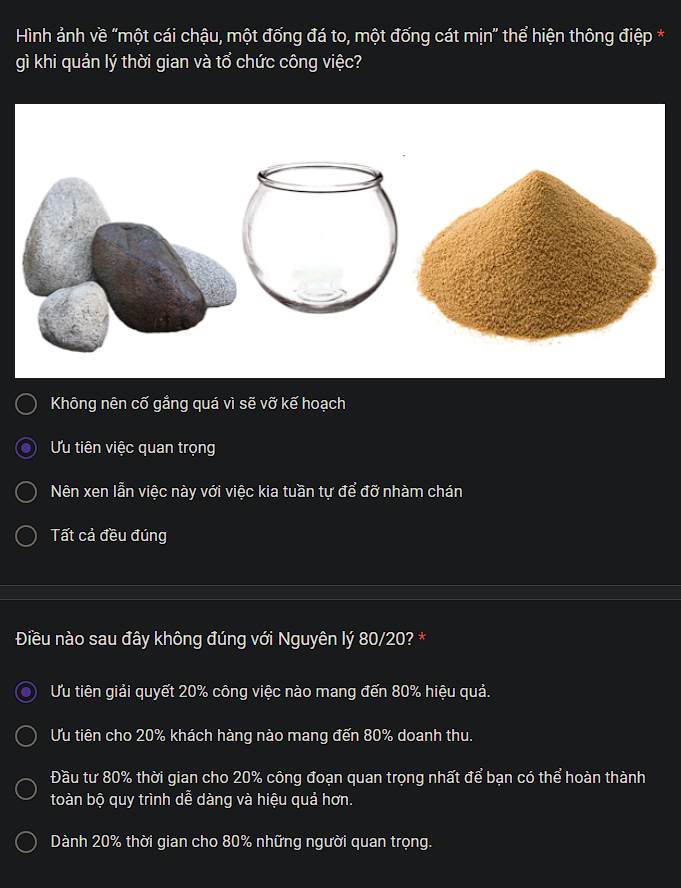 Hình ảnh về “một cái chậu, một đống đá to, một đống cát mịn” thể hiện thông điệp *
gì khi quản lý thời gian và tổ chức công việc?
Không nên cố gắng quá vì sẽ vỡ kế hoạch
Ưu tiên việc quan trọng
Nên xen lẫn việc này với việc kia tuần tự để đỡ nhàm chán
Tất cả đều đúng
Điều nào sau đây không đúng với Nguyên lý 80/20? *
Ưu tiên giải quyết 20% công việc nào mang đến 80% hiệu quả.
Ưu tiên cho 20% khách hàng nào mang đến 80% doanh thu.
Đầu tư 80% thời gian cho 20% công đoạn quan trọng nhất để bạn có thể hoàn thành
toàn bộ quy trình dễ dàng và hiệu quả hơn.
Dành 20% thời gian cho 80% những người quan trọng.